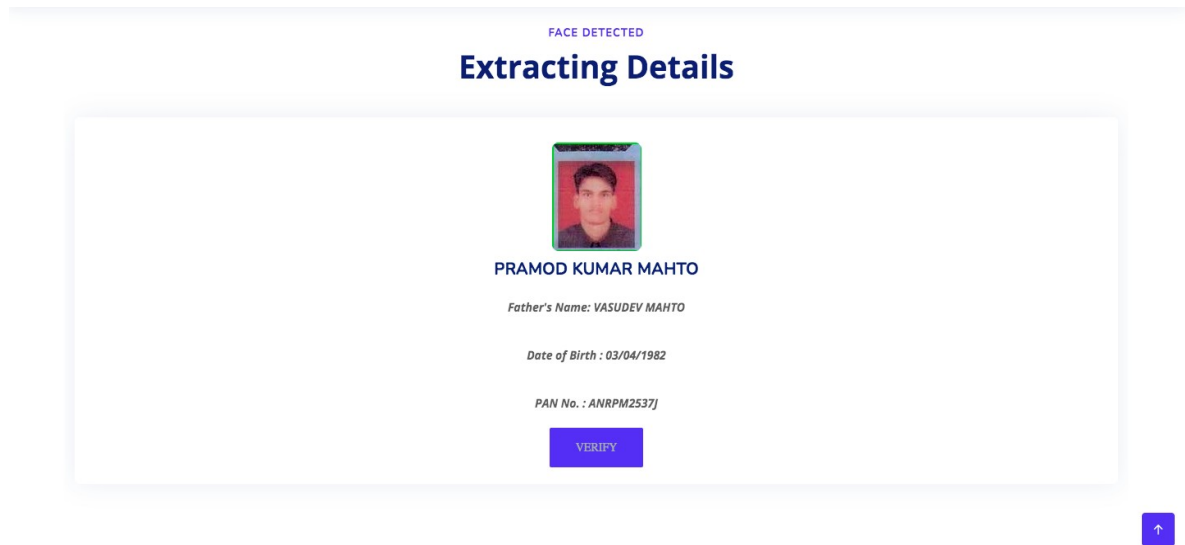 FACE DETECTED
Extracting Details
PRAMOD KUMAR MAHTO
Father's Name: VASUDEV MAHTO
Date of Birth : 03/04/1982
PAN No. : ANRPM2537J
VERIFY